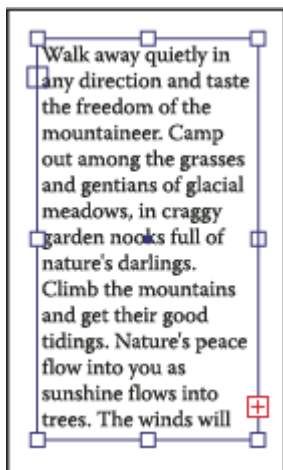 Walk away quietly in
any direction and taste
the freedom of the
mountaineer. Camp
out among the grasses
and gentians of glacial
meadows, in craggy
garden nooks full of
nature's darlings.
Climb the mountains
and get their good
tidings. Nature's peace
flow into you as
sunshine flows into
trees. The winds will